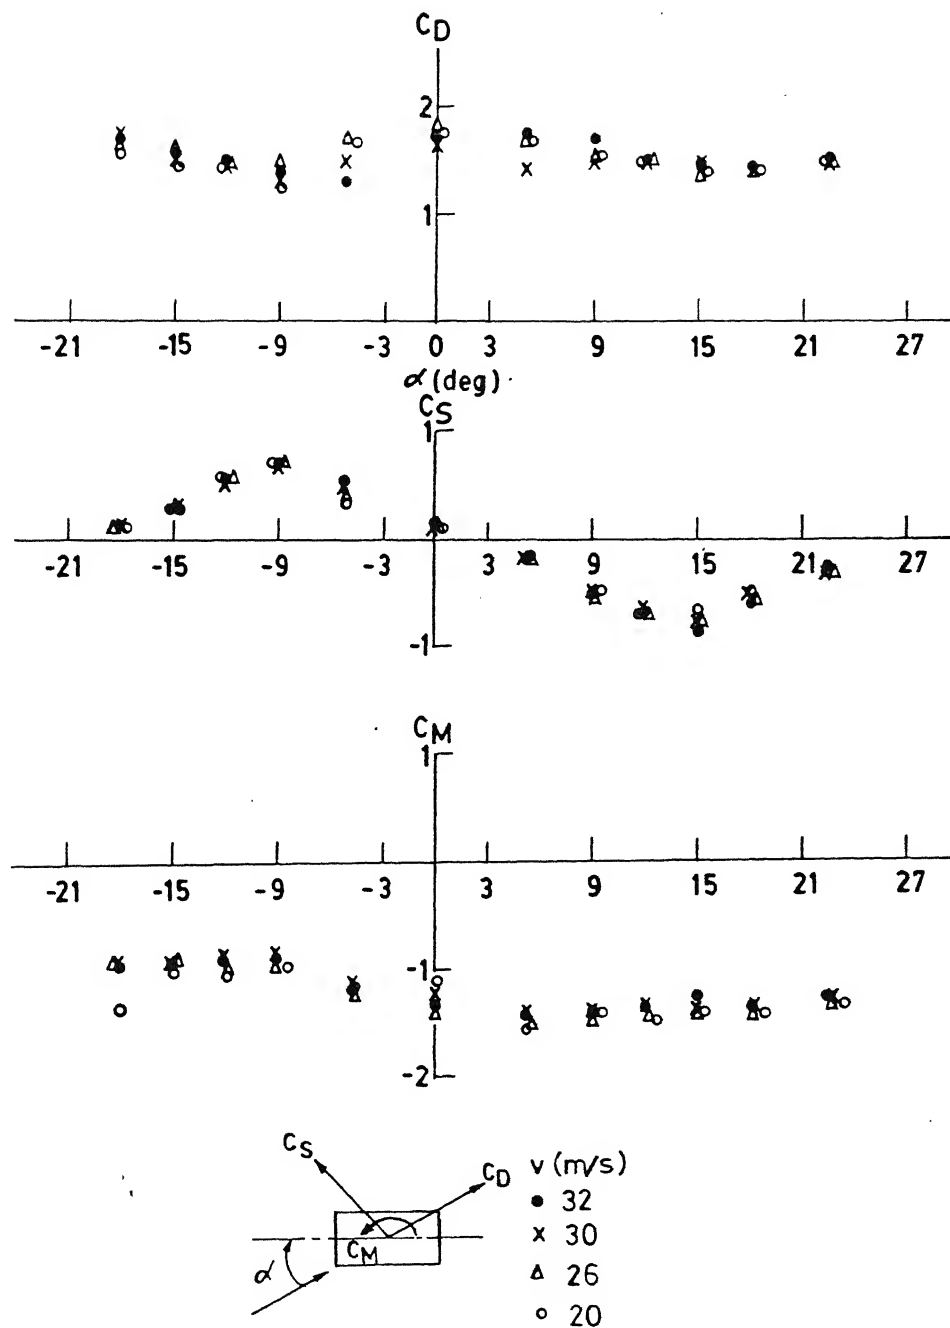 C_D
2
1
-21 -15 -9 -3 0 3 9 15 21 27
α (deg)
C_S
1
-21 -15 -9 -3 3 9 15 21 27
-1
C_M
1
-21 -15 -9 -3 3 9 15 21 27
-1
-2
C_S
C_D
C_M
α
v (m/s)
● 32
x 30
△ 26
○ 20